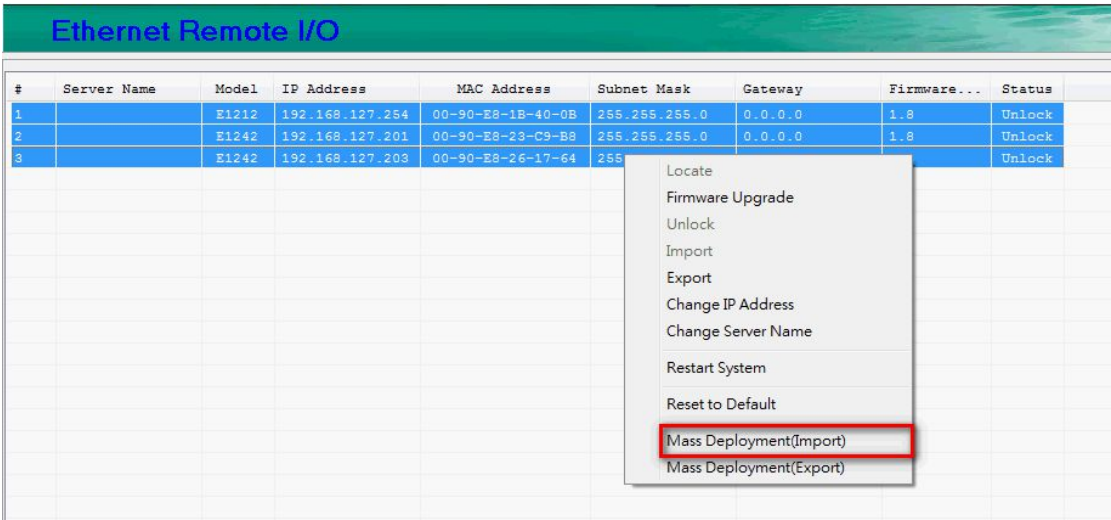 Ethernet Remote I/O
# Server Name Model IP Address MAC Address Subnet Mask Gateway Firmware... Status
1 E1212 192.168.127.254 00-90-E8-1B-40-0B 255.255.255.0 0.0.0.0 1.8 Unlock
2 E1242 192.168.127.201 00-90-E8-23-C9-B8 255.255.255.0 0.0.0.0 1.8 Unlock
3 E1242 192.168.127.203 00-90-E8-26-17-64 255 Unlock
Locate
Firmware Upgrade
Unlock
Import
Export
Change IP Address
Change Server Name
Restart System
Reset to Default
Mass Deployment(Import)
Mass Deployment(Export)